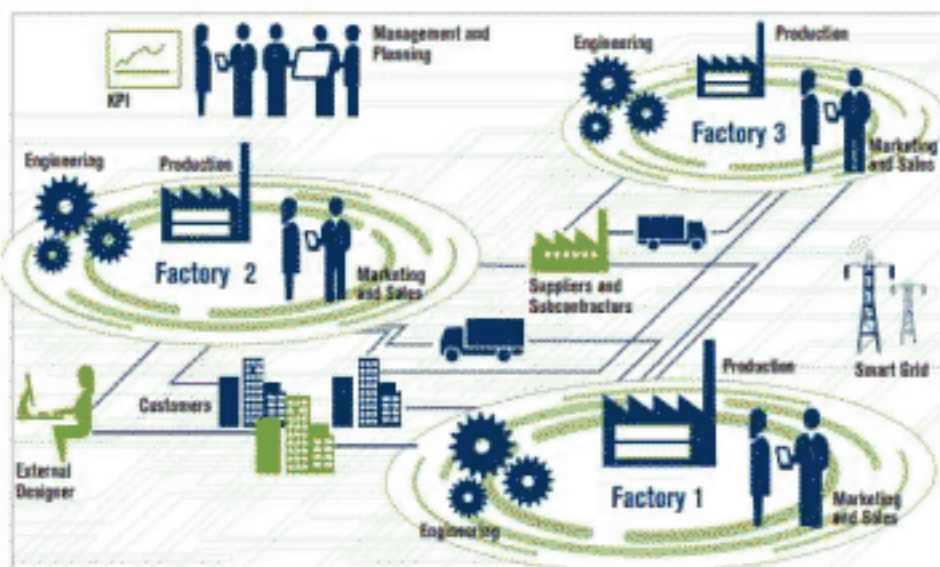 Management and
Planning
KPI
Engineering
Production
Factory 3
Marketing
and Sales
Engineering
Production
Factory 2
Marketing
and Sales
Suppliers and
Subcontractors
Smart Grid
Customers
External
Designer
Production
Factory 1
Engineering
Marketing
and Sales